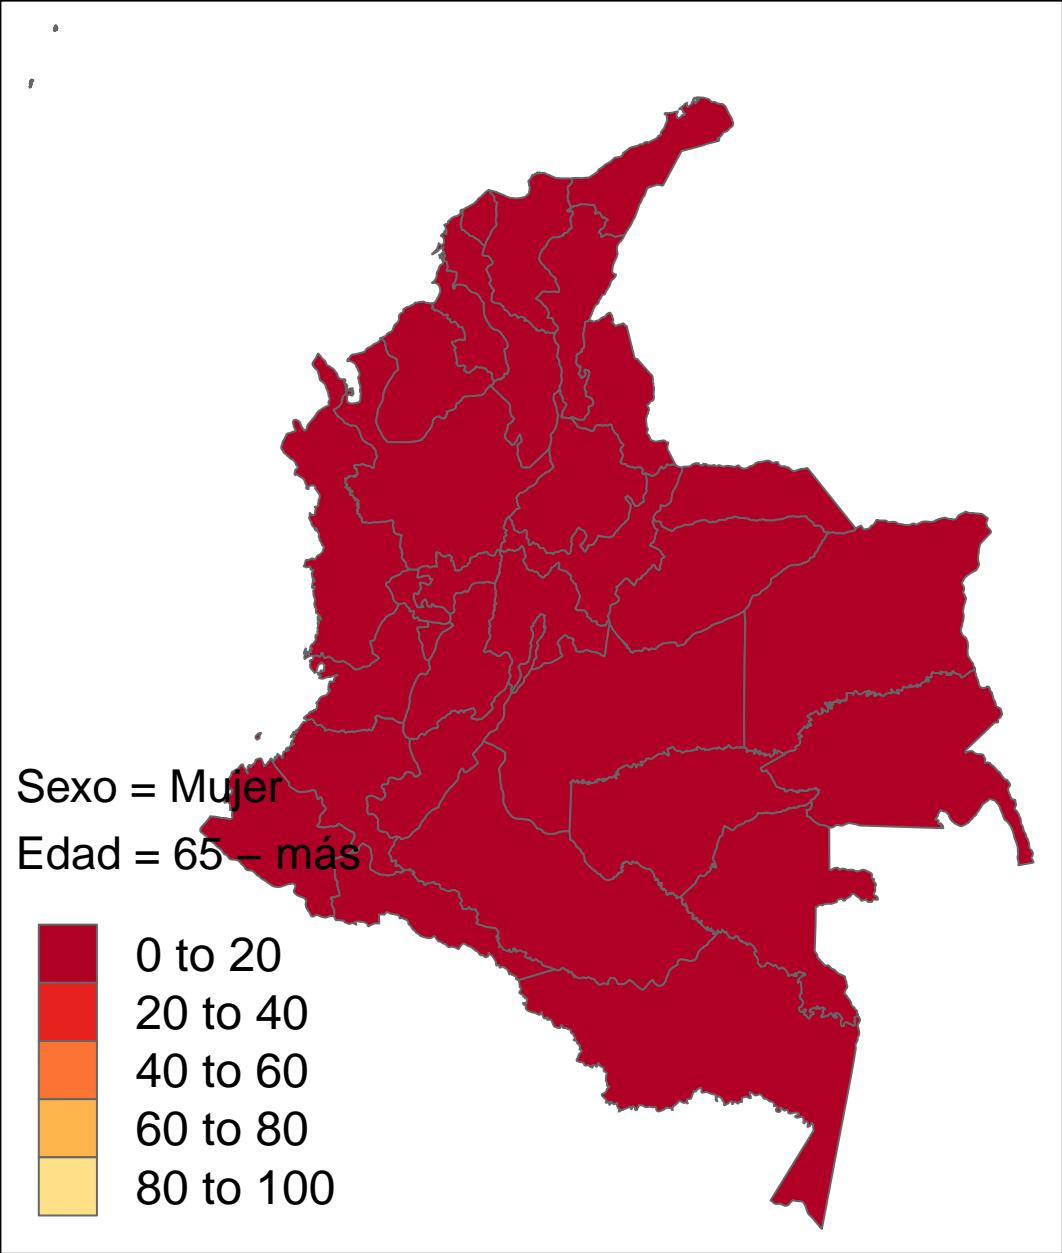 Sexo = Mujer
Edad = 65 – más
0 to 20
20 to 40
40 to 60
60 to 80
80 to 100